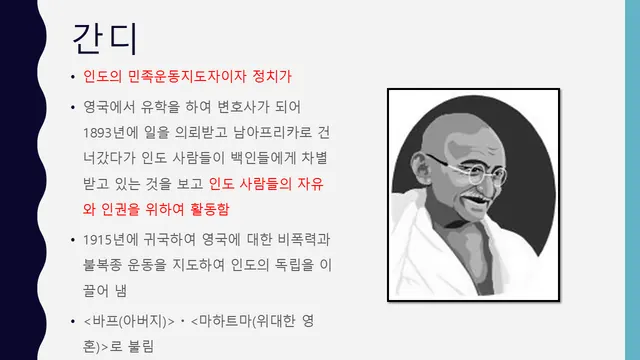 간디
• 인도의 민족운동지도자이자 정치가
• 영국에서 유학을 하여 변호사가 되어
1893년에 일을 의뢰받고 남아프리카로 건
너갔다가 인도 사람들이 백인들에게 차별
받고 있는 것을 보고 인도 사람들의 자유
와 인권을 위하여 활동함
• 1915년에 귀국하여 영국에 대한 비폭력과
불복종 운동을 지도하여 인도의 독립을 이
끌어 냄
• <바프(아버지)>・<마하트마(위대한 영
혼)>로 불림